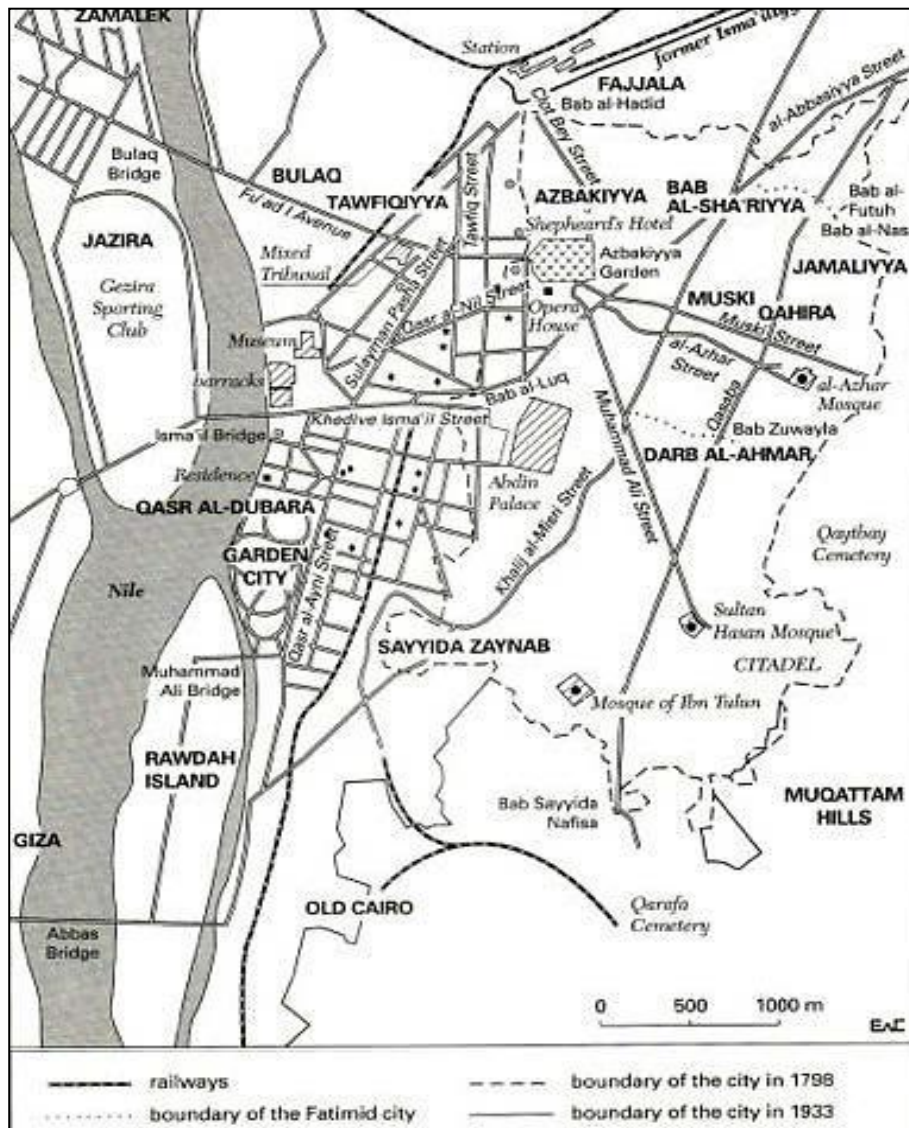 ZAMALEK
Station
former Isma'iliyya
FAJJALA
Bab al-Hadid
Clot Bey Street
al-Abbasiyya Street
Bulaq
Bridge
BULAQ
TAWFIQIYYA
Fu'ad I Avenue
Tawfiq Street
AZBAKIYYA
BAB
AL-SHA'RIYYA
Bab al-
Futuh
Bab al-Nas
JAZIRA
Gezira
Sporting
Club
Mixed
Tribunal
Shepheard's Hotel
Azbakiyya
Garden
JAMALIYYA
Sulayman Pasha Street
Qasr al-Nil Street
Opera
House
MUSKI
QAHIRA
Muski Street
al-Azhar
Street
Museum
barracks
al-Azhar
Mosque
Bab al-Luq
Khedive Isma'il Street
Isma'il Bridge
Muhammad Ali Street
Qasaba
Bab Zuwayla
DARB AL-AHMAR
Residence
Abdin
Palace
QASR AL-DUBARA
Khalij al-Misri Street
Qaytbay
Cemetery
GARDEN
CITY
Nile
Qasr al-Ayni Street
Sultan
Hasan Mosque
SAYYIDA ZAYNAB
CITADEL
Muhammad
Ali Bridge
Mosque of Ibn Tulun
RAWDAH
ISLAND
Bab Sayyida
Nafisa
MUQATTAM
HILLS
GIZA
OLD CAIRO
Qarafa
Cemetery
Abbas
Bridge
0 500 1000 m
railways
boundary of the city in 1798
boundary of the Fatimid city
boundary of the city in 1933